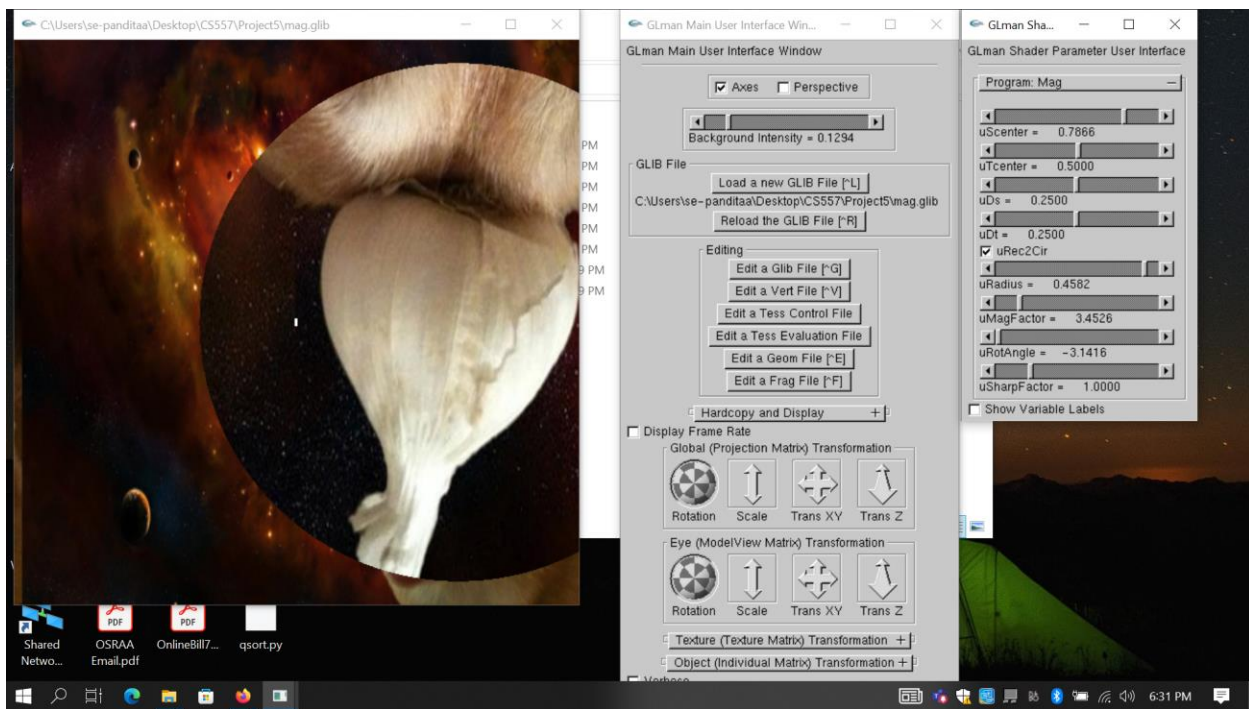 C:\Users\se-panditaa\Desktop\CS557\Project5\mag.glib
PM
PM
PM
PM
PM
9 PM
9 PM
Shared
Netwo...
OSRAA
Email.pdf
OnlineBill7...
qsort.py
PDF
PDF
GLman Main User Interface Win...
GLman Main User Interface Window
Axes Perspective
Background Intensity = 0.1294
GLIB File
Load a new GLIB File [^L]
C:\Users\se-panditaa\Desktop\CS557\Project5\mag.glib
Reload the GLIB File [^R]
Editing
Edit a Glib File [^G]
Edit a Vert File [^V]
Edit a Tess Control File
Edit a Tess Evaluation File
Edit a Geom File [^E]
Edit a Frag File [^F]
Hardcopy and Display +
Display Frame Rate
Global (Projection Matrix) Transformation
Rotation Scale Trans XY Trans Z
Eye (ModelView Matrix) Transformation
Rotation Scale Trans XY Trans Z
Texture (Texture Matrix) Transformation +
Object (Individual Matrix) Transformation +
Verbose
GLman Sha...
GLman Shader Parameter User Interface
Program: Mag
uScenter = 0.7866
uTcenter = 0.5000
uDs = 0.2500
uDt = 0.2500
uRec2Cir
uRadius = 0.4582
uMagFactor = 3.4526
uRotAngle = -3.1416
uSharpFactor = 1.0000
Show Variable Labels
6:31 PM